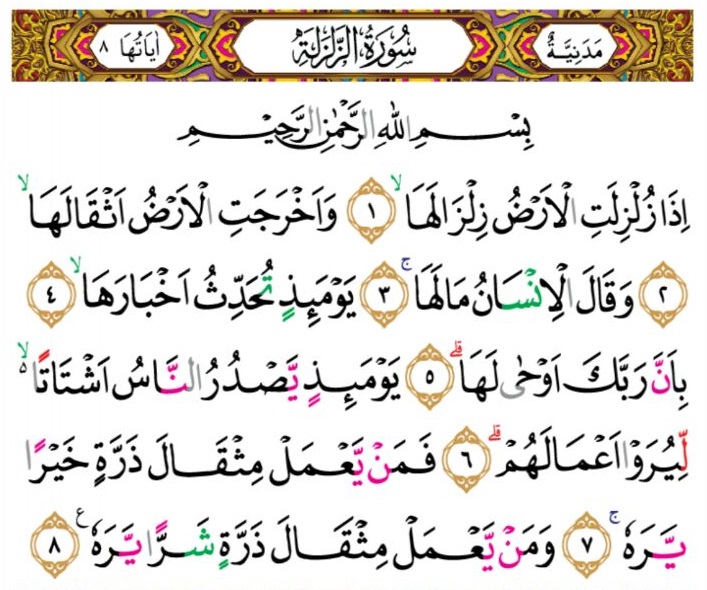 مَدَنِيَّةٌ سُورَةُ الزَّلْزَلَةِ اٰيَاتُهَا ٨
بِسْمِ اللّٰهِ الرَّحْمٰنِ الرَّحِيْمِ
اِذَا زُلْزِلَتِ الْاَرْضُ زِلْزَالَهَا ۙ ١ وَاَخْرَجَتِ الْاَرْضُ اَثْقَالَهَا ۙ
٢ وَقَالَ الْاِنْسَانُ مَا لَهَا ۚ ٣ يَوْمَئِذٍ تُحَدِّثُ اَخْبَارَهَا ۙ ٤
بِاَنَّ رَبَّكَ اَوْحٰى لَهَا ۗ ٥ يَوْمَئِذٍ يَّصْدُرُ النَّاسُ اَشْتَاتًا ۙ٥
لِّيُرَوْا اَعْمَالَهُمْ ۗ ٦ فَمَنْ يَّعْمَلْ مِثْقَالَ ذَرَّةٍ خَيْرًا
يَّرَهٗ ۚ ٧ وَمَنْ يَّعْمَلْ مِثْقَالَ ذَرَّةٍ شَرًّا يَّرَهٗ ع ٨